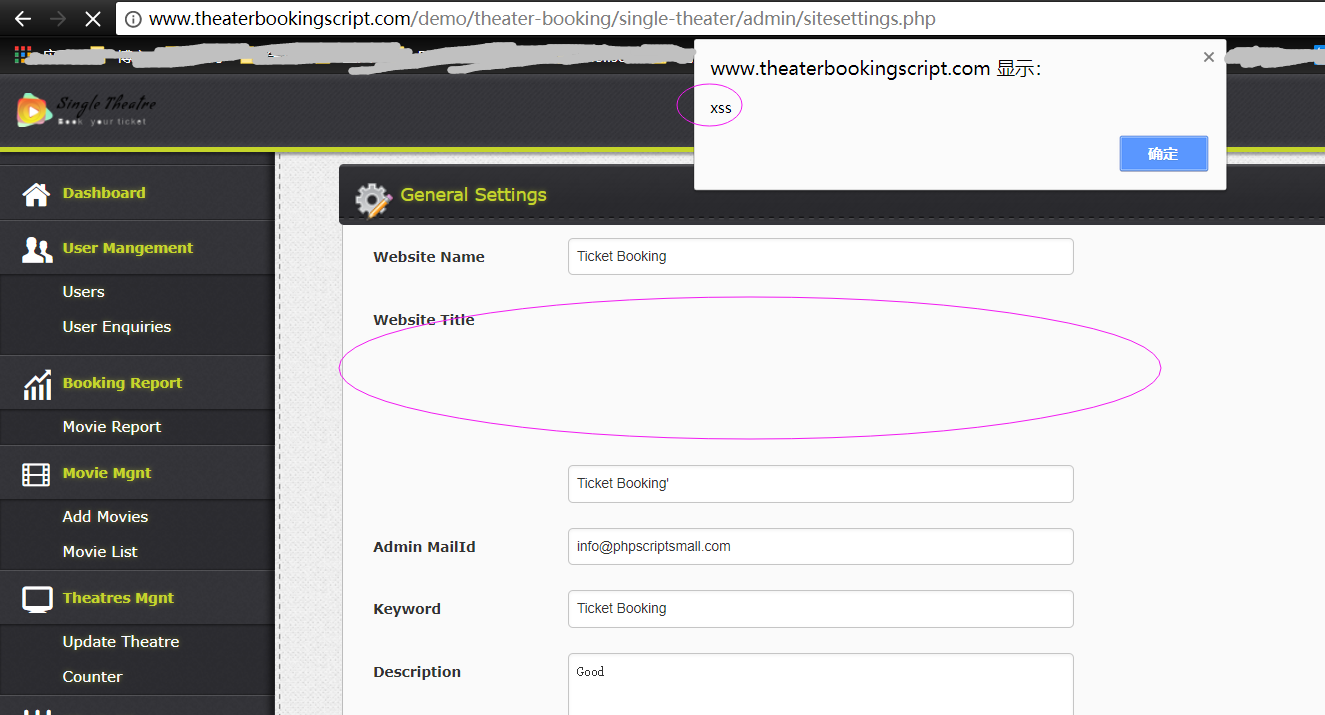 www.theaterbookingscript.com/demo/theater-booking/single-theater/admin/sitesettings.php
www.theaterbookingscript.com 显示：
xss
确定
Single Theatre
Book your ticket
Dashboard
User Mangement
Users
User Enquiries
Booking Report
Movie Report
Movie Mgnt
Add Movies
Movie List
Theatres Mgnt
Update Theatre
Counter
General Settings
Website Name
Ticket Booking
Website Title
Ticket Booking'
Admin MailId
info@phpscriptsmall.com
Keyword
Ticket Booking
Description
Good